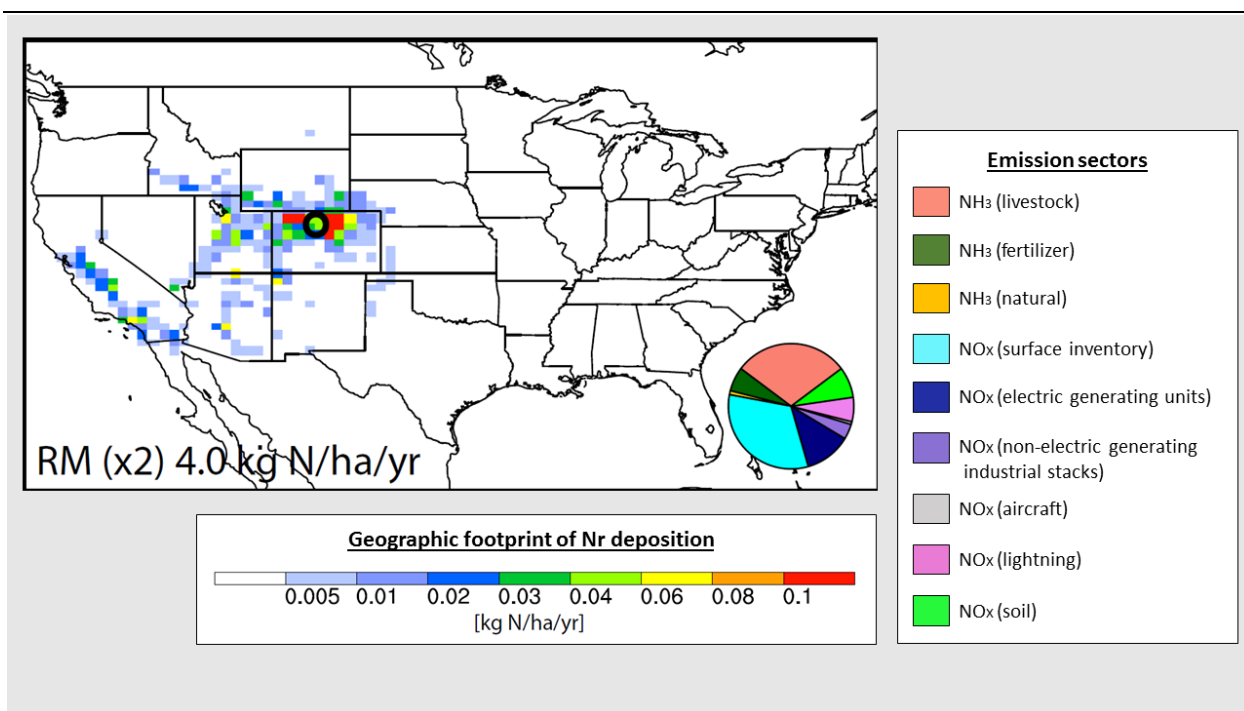 RM (x2) 4.0 kg N/ha/yr
Geographic footprint of Nr deposition
0.005 0.01 0.02 0.03 0.04 0.06 0.08 0.1
[kg N/ha/yr]
Emission sectors
NH₃ (livestock)
NH₃ (fertilizer)
NH₃ (natural)
NOx (surface inventory)
NOx (electric generating units)
NOx (non-electric generating
industrial stacks)
NOx (aircraft)
NOx (lightning)
NOx (soil)